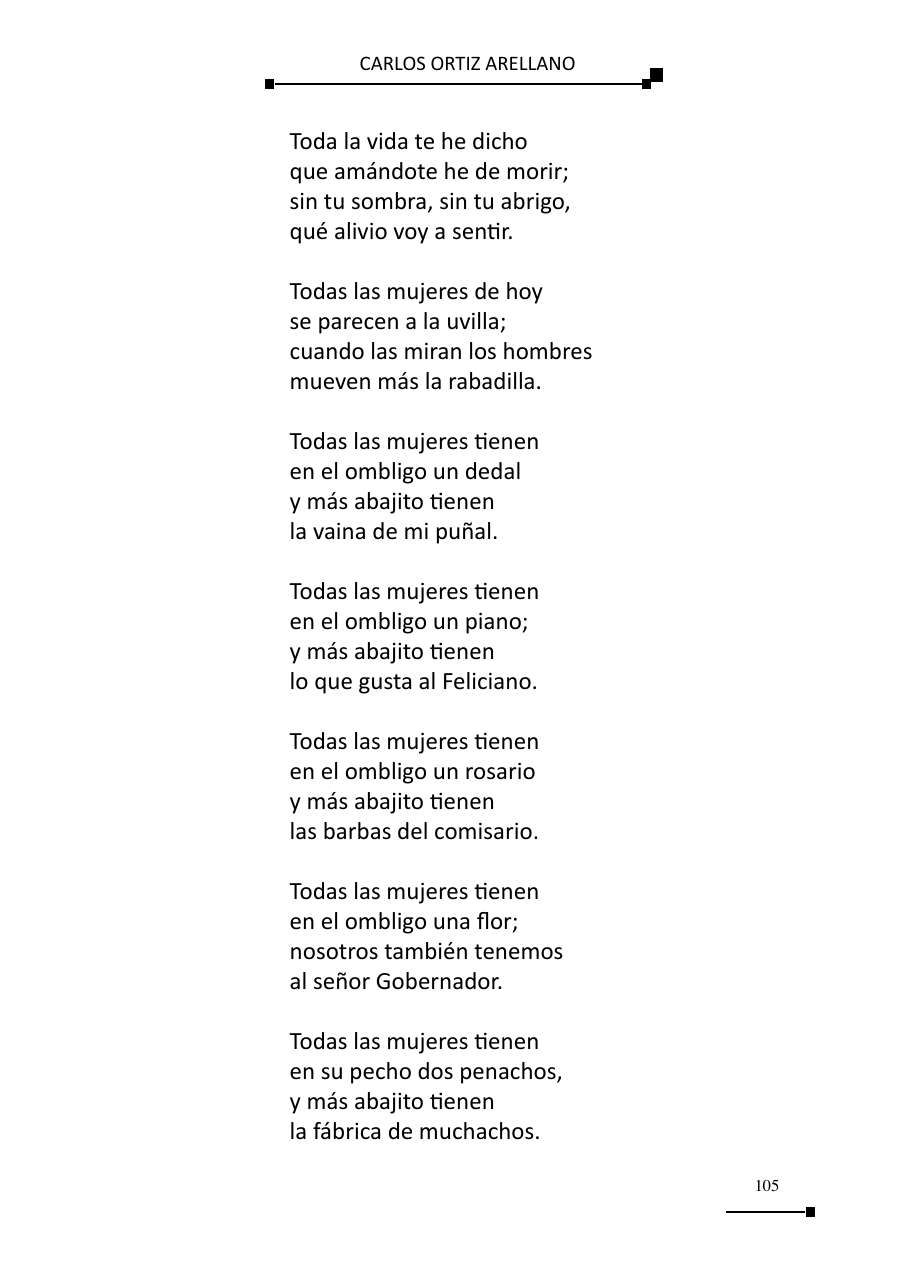 CARLOS ORTIZ ARELLANO
Toda la vida te he dicho
que amándote he de morir;
sin tu sombra, sin tu abrigo,
qué alivio voy a sentir.
Todas las mujeres de hoy
se parecen a la uvilla;
cuando las miran los hombres
mueven más la rabadilla.
Todas las mujeres tienen
en el ombligo un dedal
y más abajito tienen
la vaina de mi puñal.
Todas las mujeres tienen
en el ombligo un piano;
y más abajito tienen
lo que gusta al Feliciano.
Todas las mujeres tienen
en el ombligo un rosario
y más abajito tienen
las barbas del comisario.
Todas las mujeres tienen
en el ombligo una flor;
nosotros también tenemos
al señor Gobernador.
Todas las mujeres tienen
en su pecho dos penachos,
y más abajito tienen
la fábrica de muchachos.
105